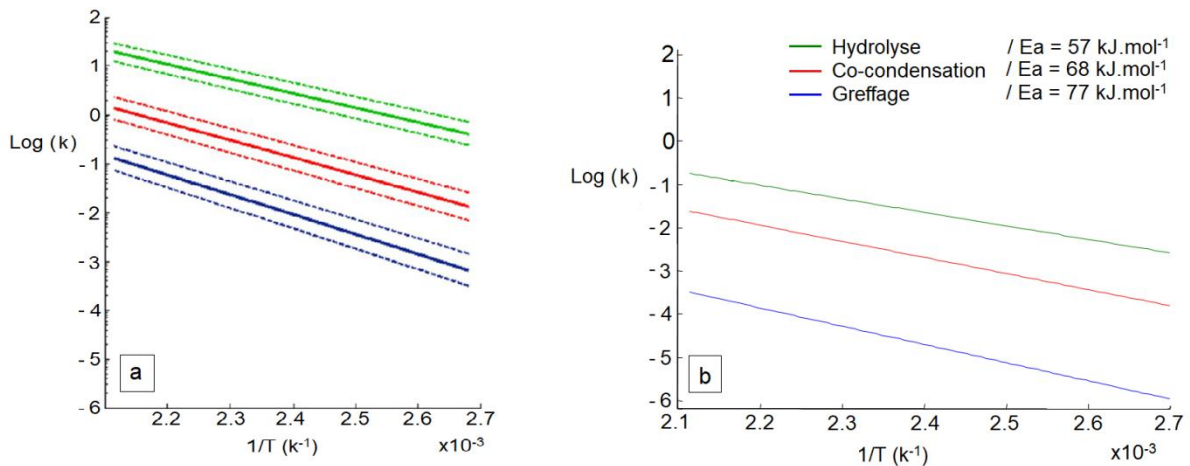 2
1
0
- 1
- 2
- 3
- 4
- 5
- 6
Log (k)
a
2.2 2.3 2.4 2.5 2.6 2.7
1/T (k-1) x10-3
Hydrolyse / Ea = 57 kJ.mol-1
Co-condensation / Ea = 68 kJ.mol-1
Greffage / Ea = 77 kJ.mol-1
2
1
0
-1
-2
-3
-4
-5
-6
Log (k)
b
2.1 2.2 2.3 2.4 2.5 2.6 2.7
1/T (k-1) x10-3